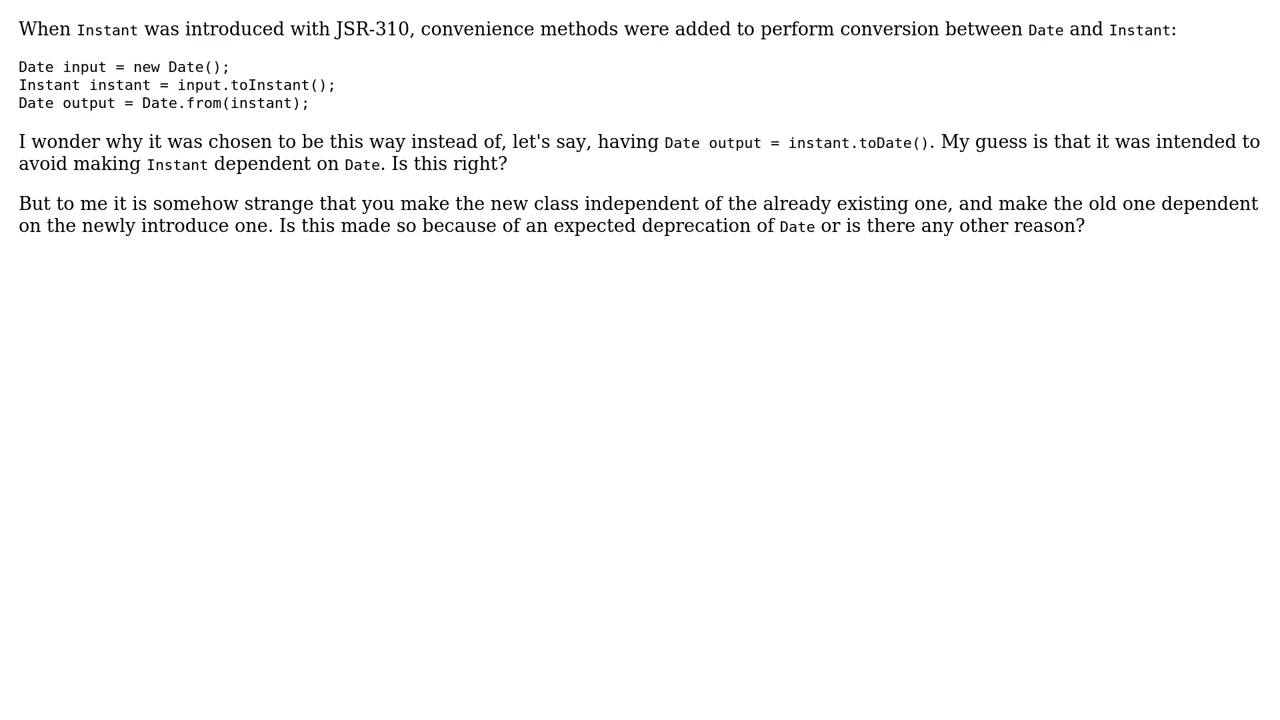 When Instant was introduced with JSR-310, convenience methods were added to perform conversion between Date and Instant:
Date input = new Date();
Instant instant = input.toInstant();
Date output = Date.from(instant);
I wonder why it was chosen to be this way instead of, let's say, having Date output = instant.toDate(). My guess is that it was intended to
avoid making Instant dependent on Date. Is this right?
But to me it is somehow strange that you make the new class independent of the already existing one, and make the old one dependent
on the newly introduce one. Is this made so because of an expected deprecation of Date or is there any other reason?